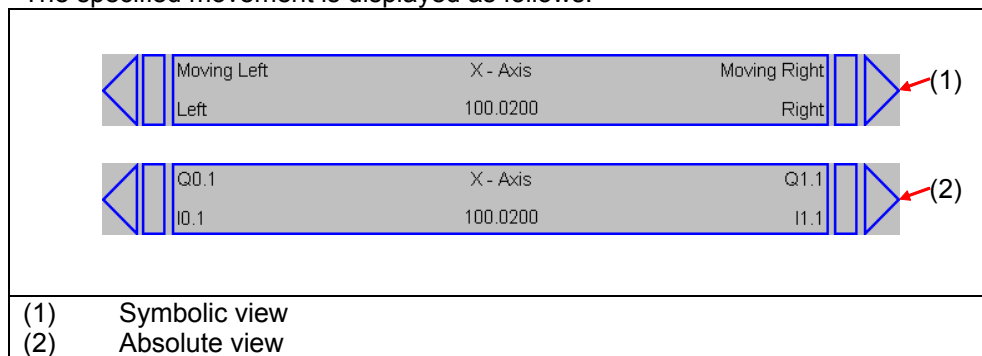 The specified movement is displayed as follows:
Moving Left X - Axis Moving Right
Left 100.0200 Right
(1)
Q0.1 X - Axis Q1.1
I0.1 100.0200 I1.1
(2)
(1) Symbolic view
(2) Absolute view